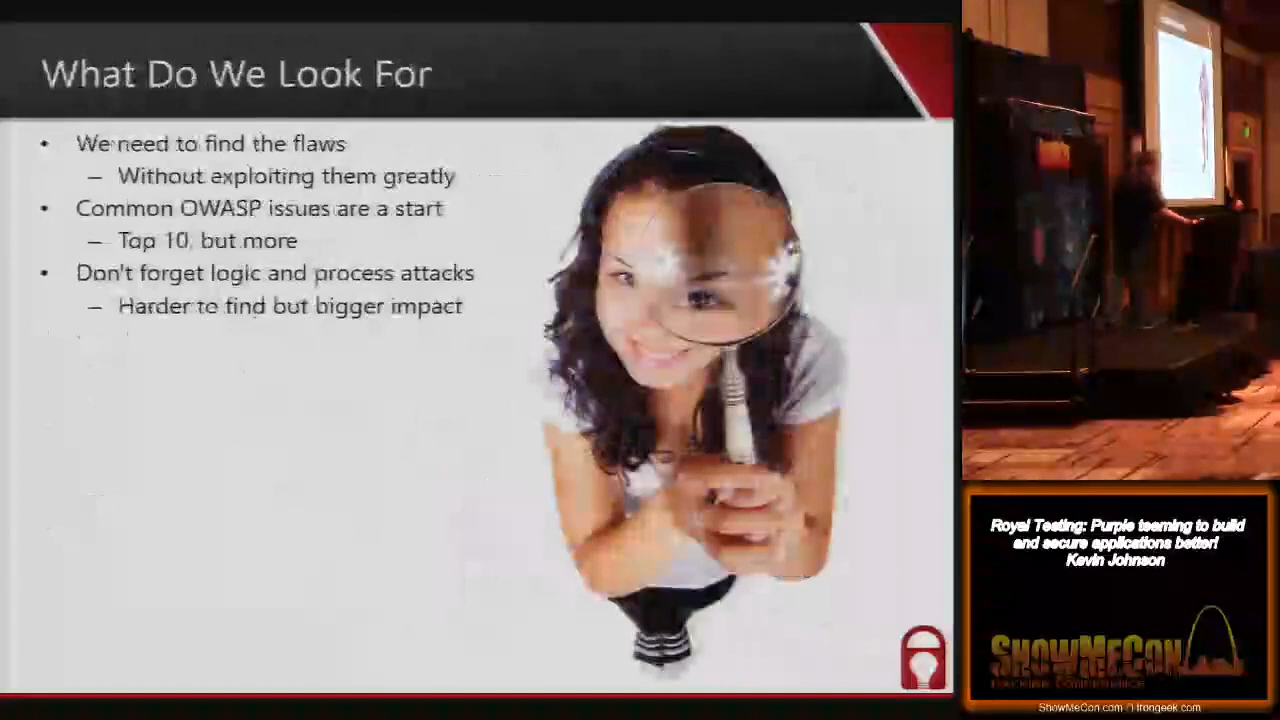 What Do We Look For
• We need to find the flaws
– Without exploiting them greatly
• Common OWASP issues are a start
– Top 10, but more
• Don't forget logic and process attacks
– Harder to find but bigger impact
Royal Testing: Purple teaming to build
and secure applications better!
Kevin Johnson
ShowMeCon
ShowMeCon.com Irongeek.com